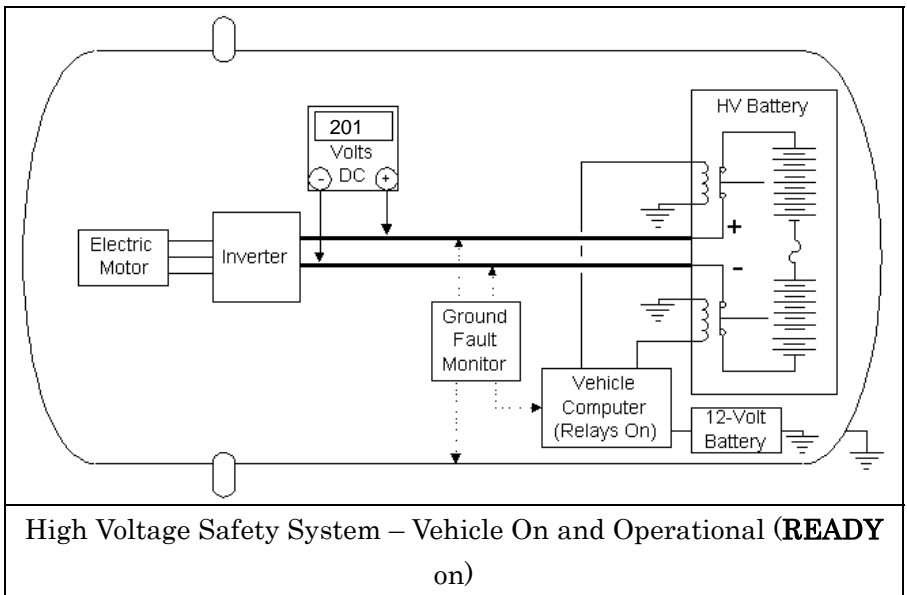 HV Battery
201
Volts
DC
-
+
+
-
Electric
Motor
Inverter
Ground
Fault
Monitor
Vehicle
Computer
(Relays On)
12-Volt
Battery
High Voltage Safety System – Vehicle On and Operational (READY
on)